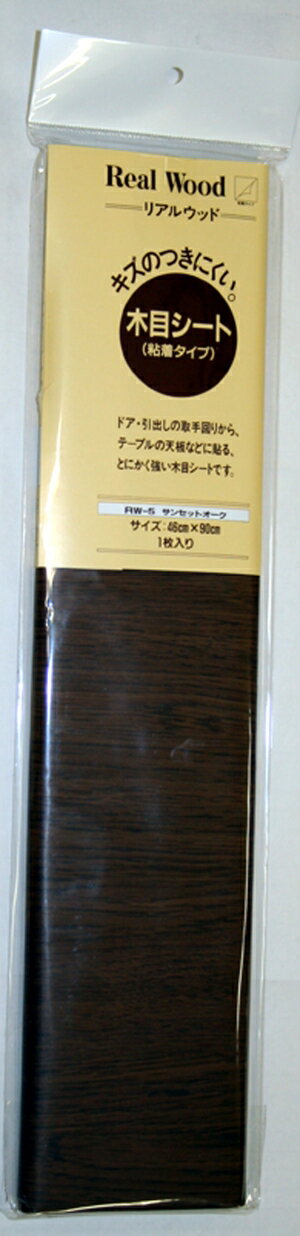 Real Wood
リアルウッド
キズのつきにくい。
木目シート
(粘着タイプ)
ドア・引出しの取手回りから、
テーブルの天板などに貼る、
とにかく強い木目シートです。
RW-5 サンセットオーク
サイズ:46cm×90cm
1枚入り